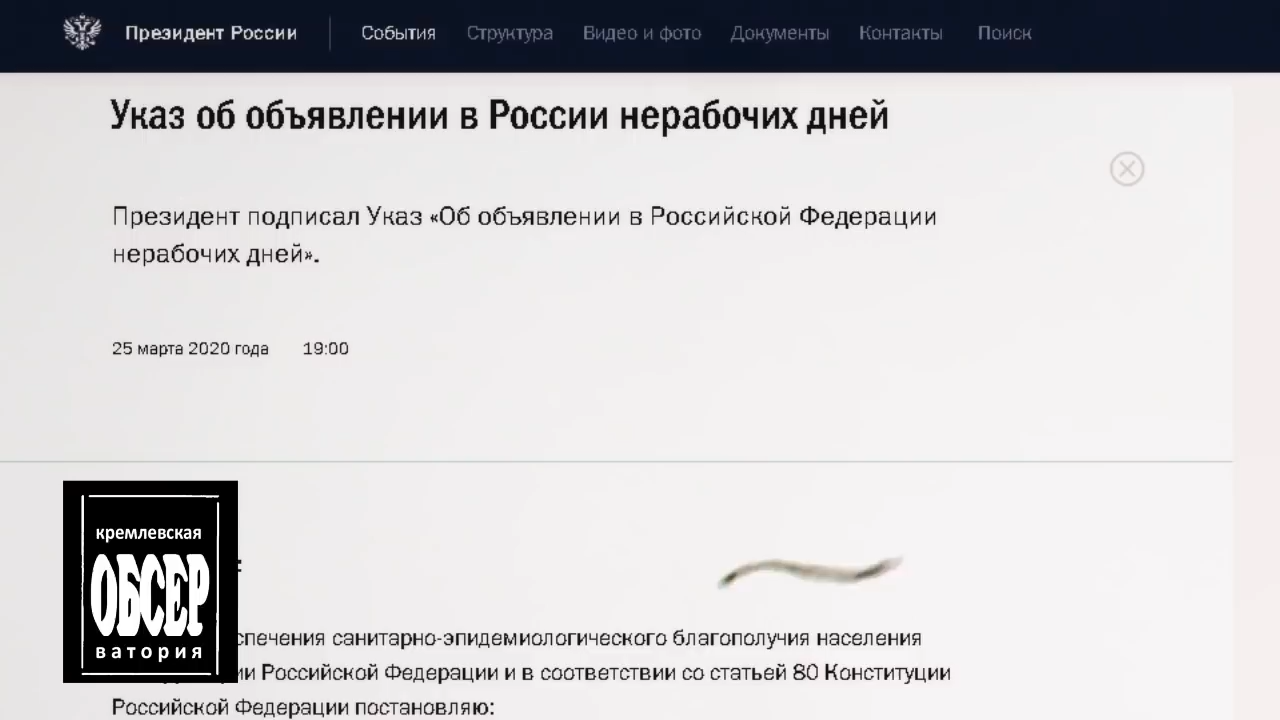 Президент России
События
Структура
Видео и фото
Документы
Контакты
Поиск
Указ об объявлении в России нерабочих дней
Президент подписал Указ «Об объявлении в Российской Федерации
нерабочих дней».
25 марта 2020 года 19:00
спечения санитарно-эпидемиологического благополучия населения
Российской Федерации и в соответствии со статьей 80 Конституции
Российской Федерации постановляю:
кремлевская
ОБСЕР
ватория